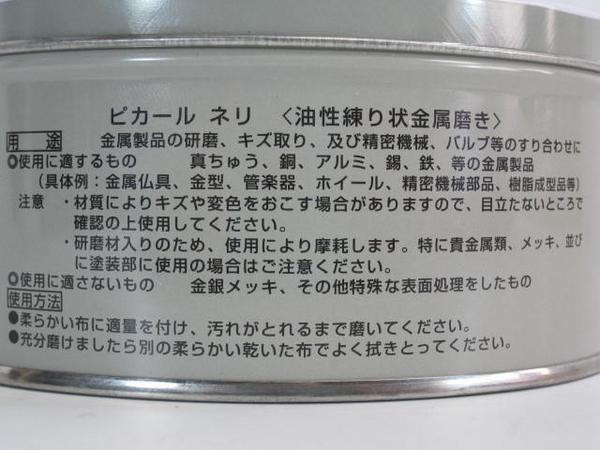 ピカール ネリ 〈油性練り状金属磨き〉
用途 金属製品の研磨、キズ取り、及び精密機械、バルブ等のすり合わせに
◎使用に適するもの 真ちゅう、銅、アルミ、錫、鉄、等の金属製品
（具体例：金属仏具、金型、管楽器、ホイール、精密機械部品、樹脂成型品等）
注意 ・材質によりキズや変色をおこす場合がありますので、目立たないところで
確認の上使用してください。
・研磨材入りのため、使用により摩耗します。特に貴金属類、メッキ、並び
に塗装部に使用の場合はご注意ください。
◎使用に適さないもの 金銀メッキ、その他特殊な表面処理をしたもの
使用方法
●柔らかい布に適量を付け、汚れがとれるまで磨いてください。
●充分磨けましたら別の柔らかい乾いた布でよく拭きとってください。